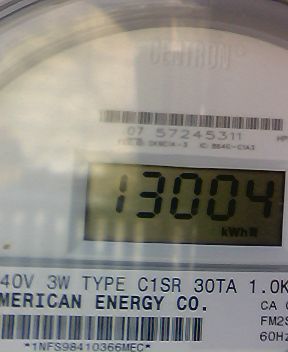 CENTRON
07 57245311
13004
kWh
40V 3W TYPE C1SR 30TA 1.0K
MERICAN ENERGY CO.
CA
FM2S
60Hz
*1NFS98410366MEC*